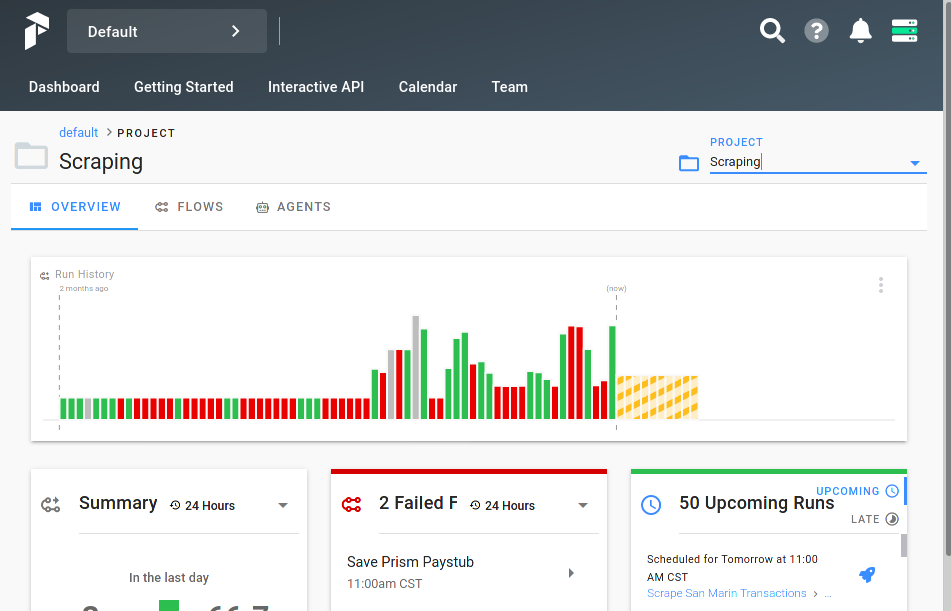 Default
Dashboard Getting Started Interactive API Calendar Team
default > PROJECT
Scraping
PROJECT
Scraping
OVERVIEW FLOWS AGENTS
Run History
2 months ago
(now)
Summary 24 Hours
In the last day
2 Failed F 24 Hours
Save Prism Paystub
11:00am CST
50 Upcoming Runs
UPCOMING
LATE
Scheduled for Tomorrow at 11:00
AM CST
Scrape San Marin Transactions > ...